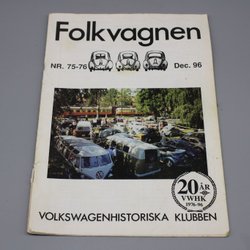 Folkvagnen
NR. 75-76 Dec. 96
20 ÅR
VWHK
1976-96
VOLKSWAGENHISTORISKA KLUBBEN